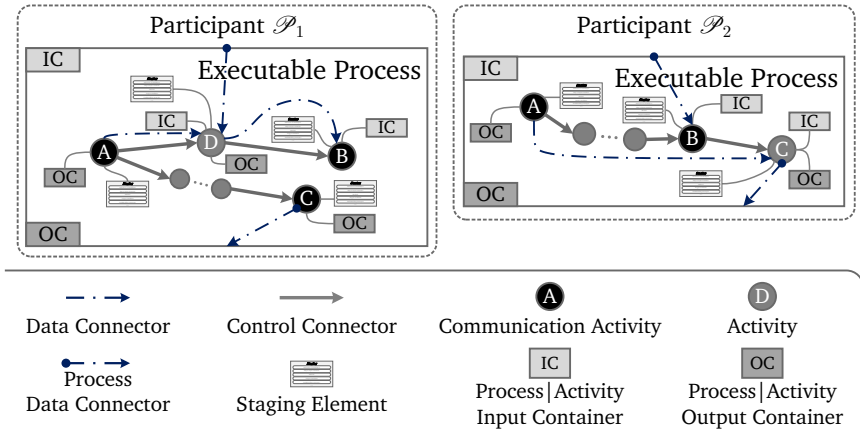 Participant 𝒫1
Participant 𝒫2
IC
Executable Process
IC
Executable Process
IC
IC
A
D
B
OC
OC
C
OC
OC
IC
A
IC
OC
B
IC
C
OC
OC
A
D
Data Connector
Control Connector
Communication Activity
Activity
IC
OC
Process
Data Connector
Staging Element
Process|Activity
Input Container
Process|Activity
Output Container